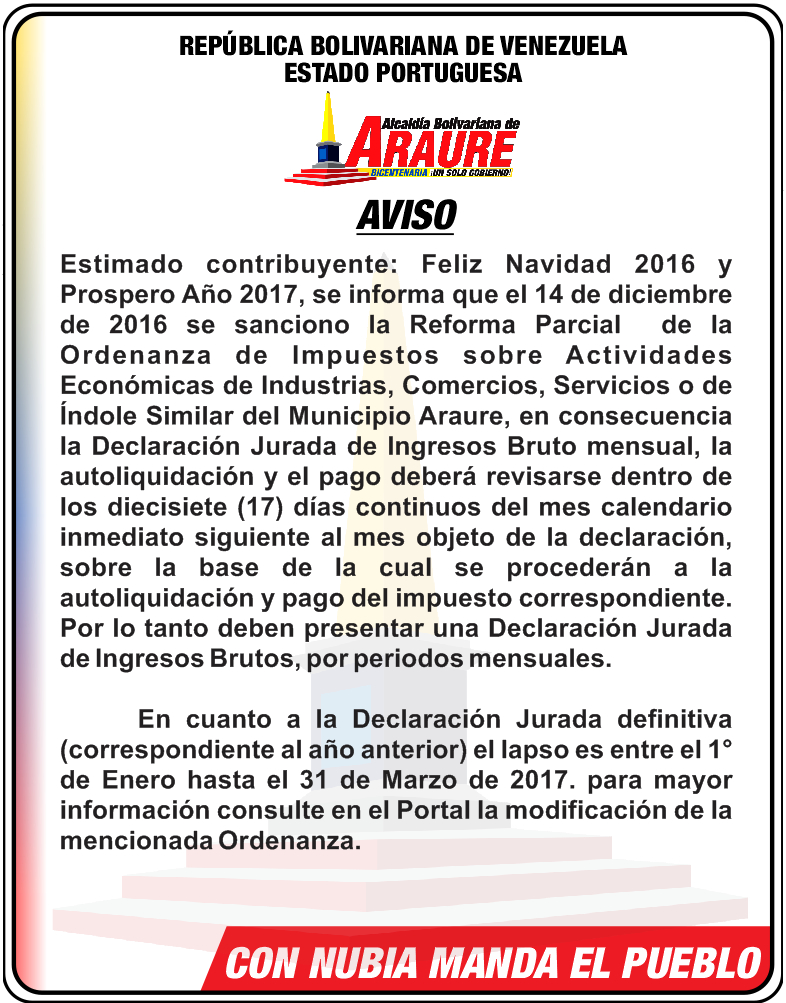 REPÚBLICA BOLIVARIANA DE VENEZUELA
ESTADO PORTUGUESA
Alcaldía Bolivariana de
ARAURE
BICENTENARIA ¡UN SOLO GOBIERNO!
AVISO
Estimado contribuyente: Feliz Navidad 2016 y
Prospero Año 2017, se informa que el 14 de diciembre
de 2016 se sanciono la Reforma Parcial de la
Ordenanza de Impuestos sobre Actividades
Económicas de Industrias, Comercios, Servicios o de
Índole Similar del Municipio Araure, en consecuencia
la Declaración Jurada de Ingresos Bruto mensual, la
autoliquidación y el pago deberá revisarse dentro de
los diecisiete (17) días continuos del mes calendario
inmediato siguiente al mes objeto de la declaración,
sobre la base de la cual se procederán a la
autoliquidación y pago del impuesto correspondiente.
Por lo tanto deben presentar una Declaración Jurada
de Ingresos Brutos, por periodos mensuales.
En cuanto a la Declaración Jurada definitiva
(correspondiente al año anterior) el lapso es entre el 1°
de Enero hasta el 31 de Marzo de 2017. para mayor
información consulte en el Portal la modificación de la
mencionada Ordenanza.
CON NUBIA MANDA EL PUEBLO